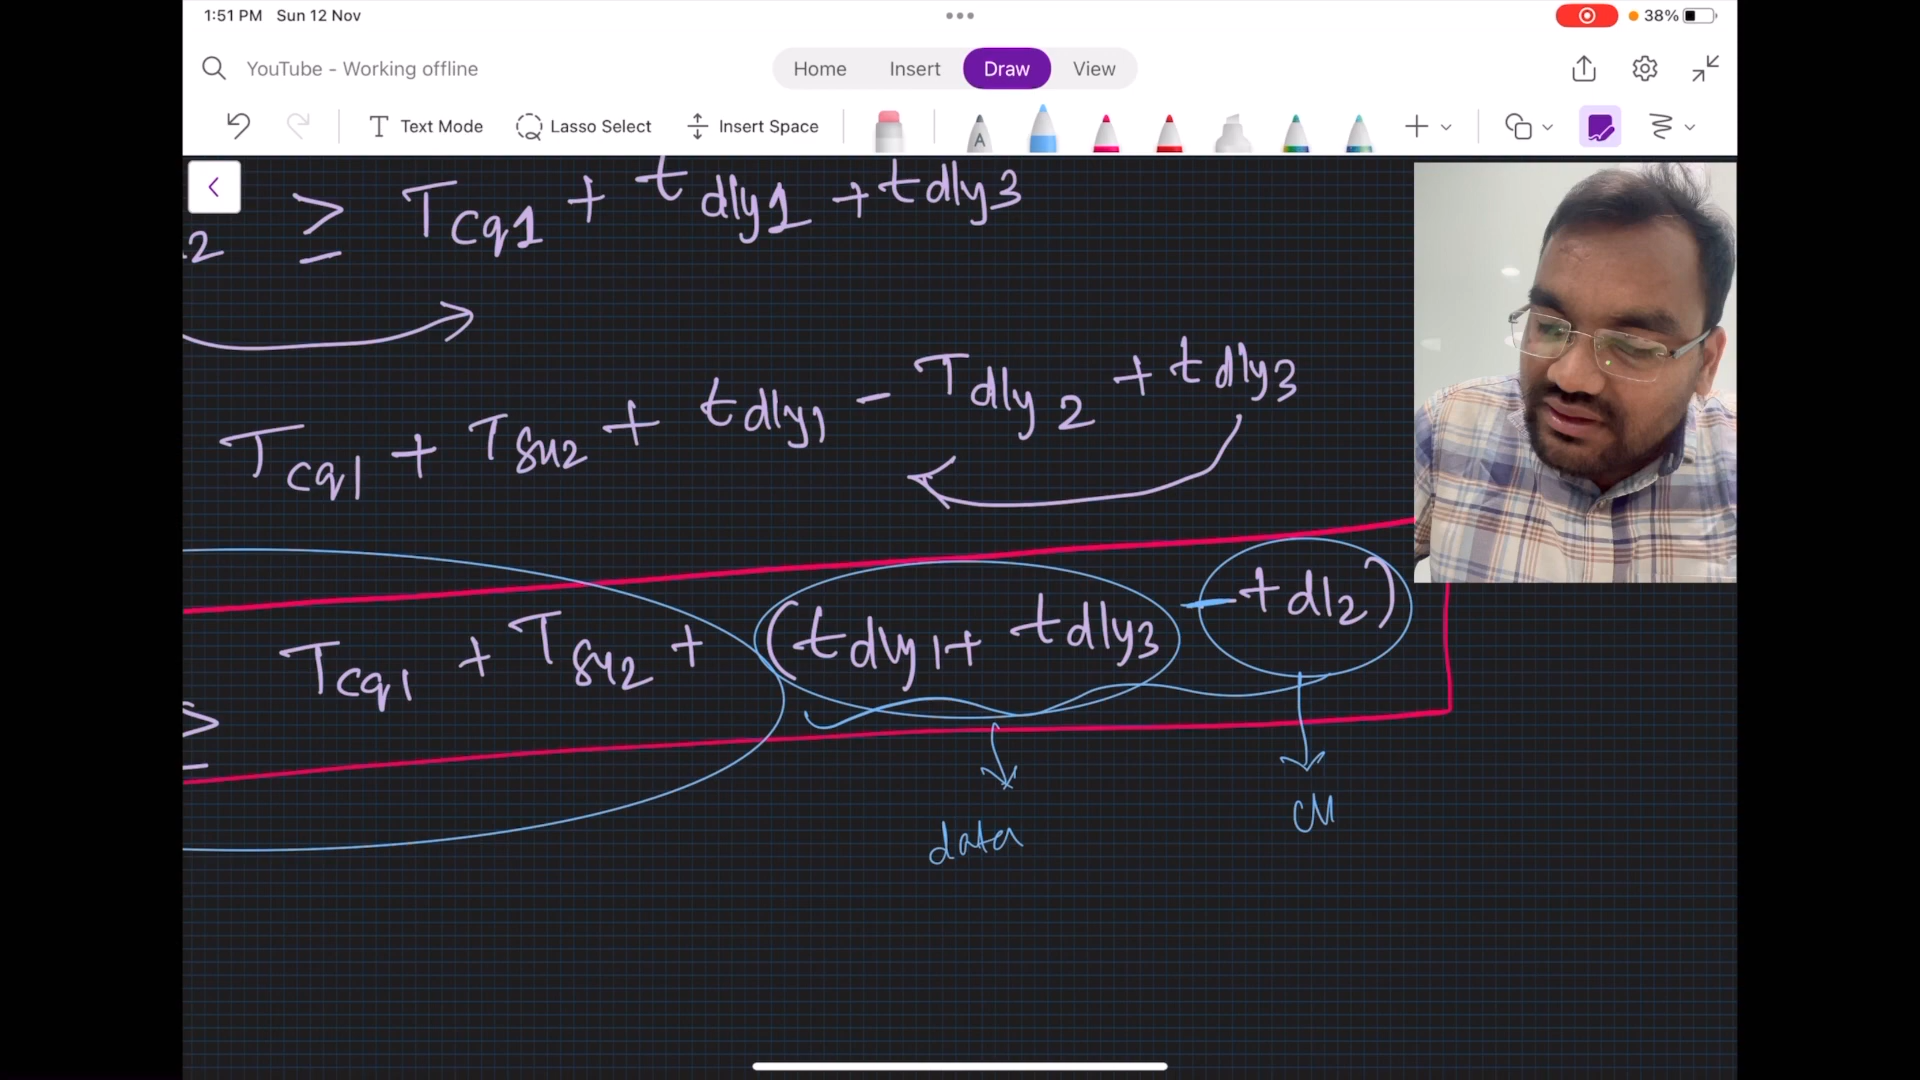 1:51 PM Sun 12 Nov
38%
YouTube - Working offline
Home Insert Draw View
Text Mode Lasso Select Insert Space
A
2 ≥ Tcq1 + tdly1 + tdly3
Tcq1 + Tsu2 + tdly1 - Tdly2 + tdly3
≥ Tcq1 + Tsu2 + (tdly1 + tdly3 - tdl2)
data